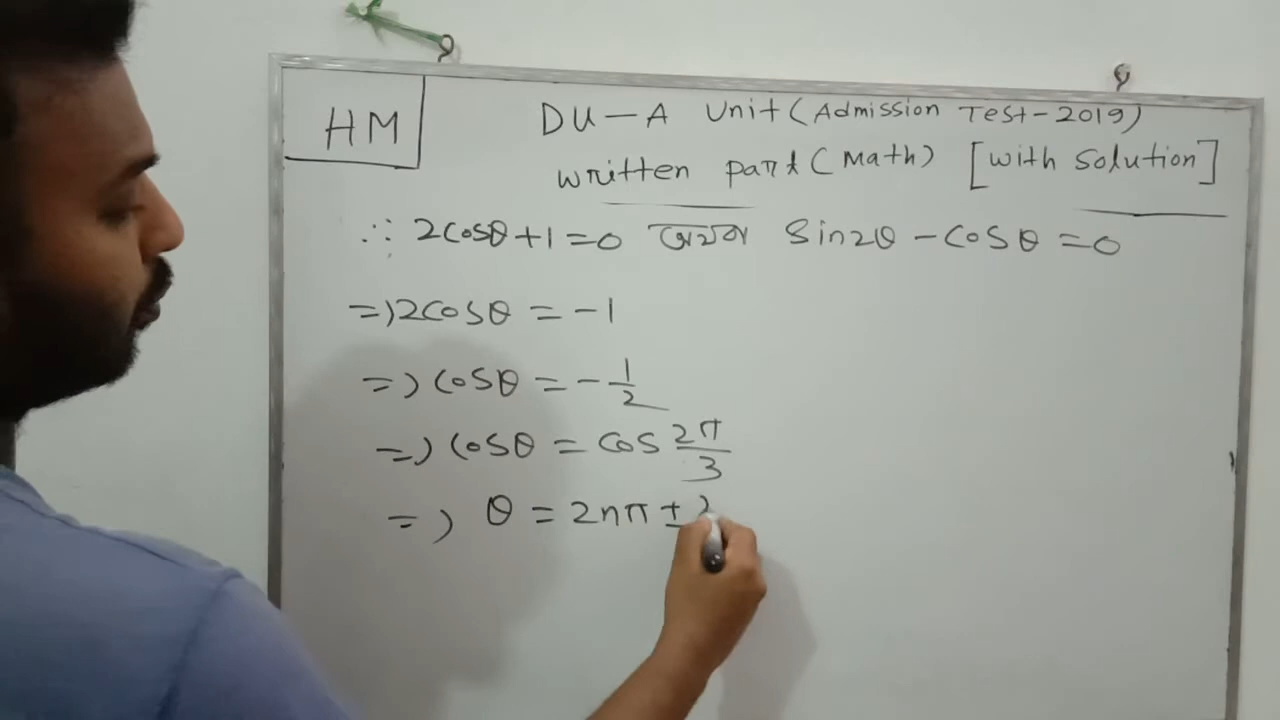 HM
DU-A Unit (Admission Test-2019)
written part (Math) [with solution]
∴ 2cosθ+1=0 অথবা sin2θ - cosθ = 0
=> 2cosθ = -1
=> cosθ = -1/2
=> cosθ = cos 2π/3
=> θ = 2nπ ±